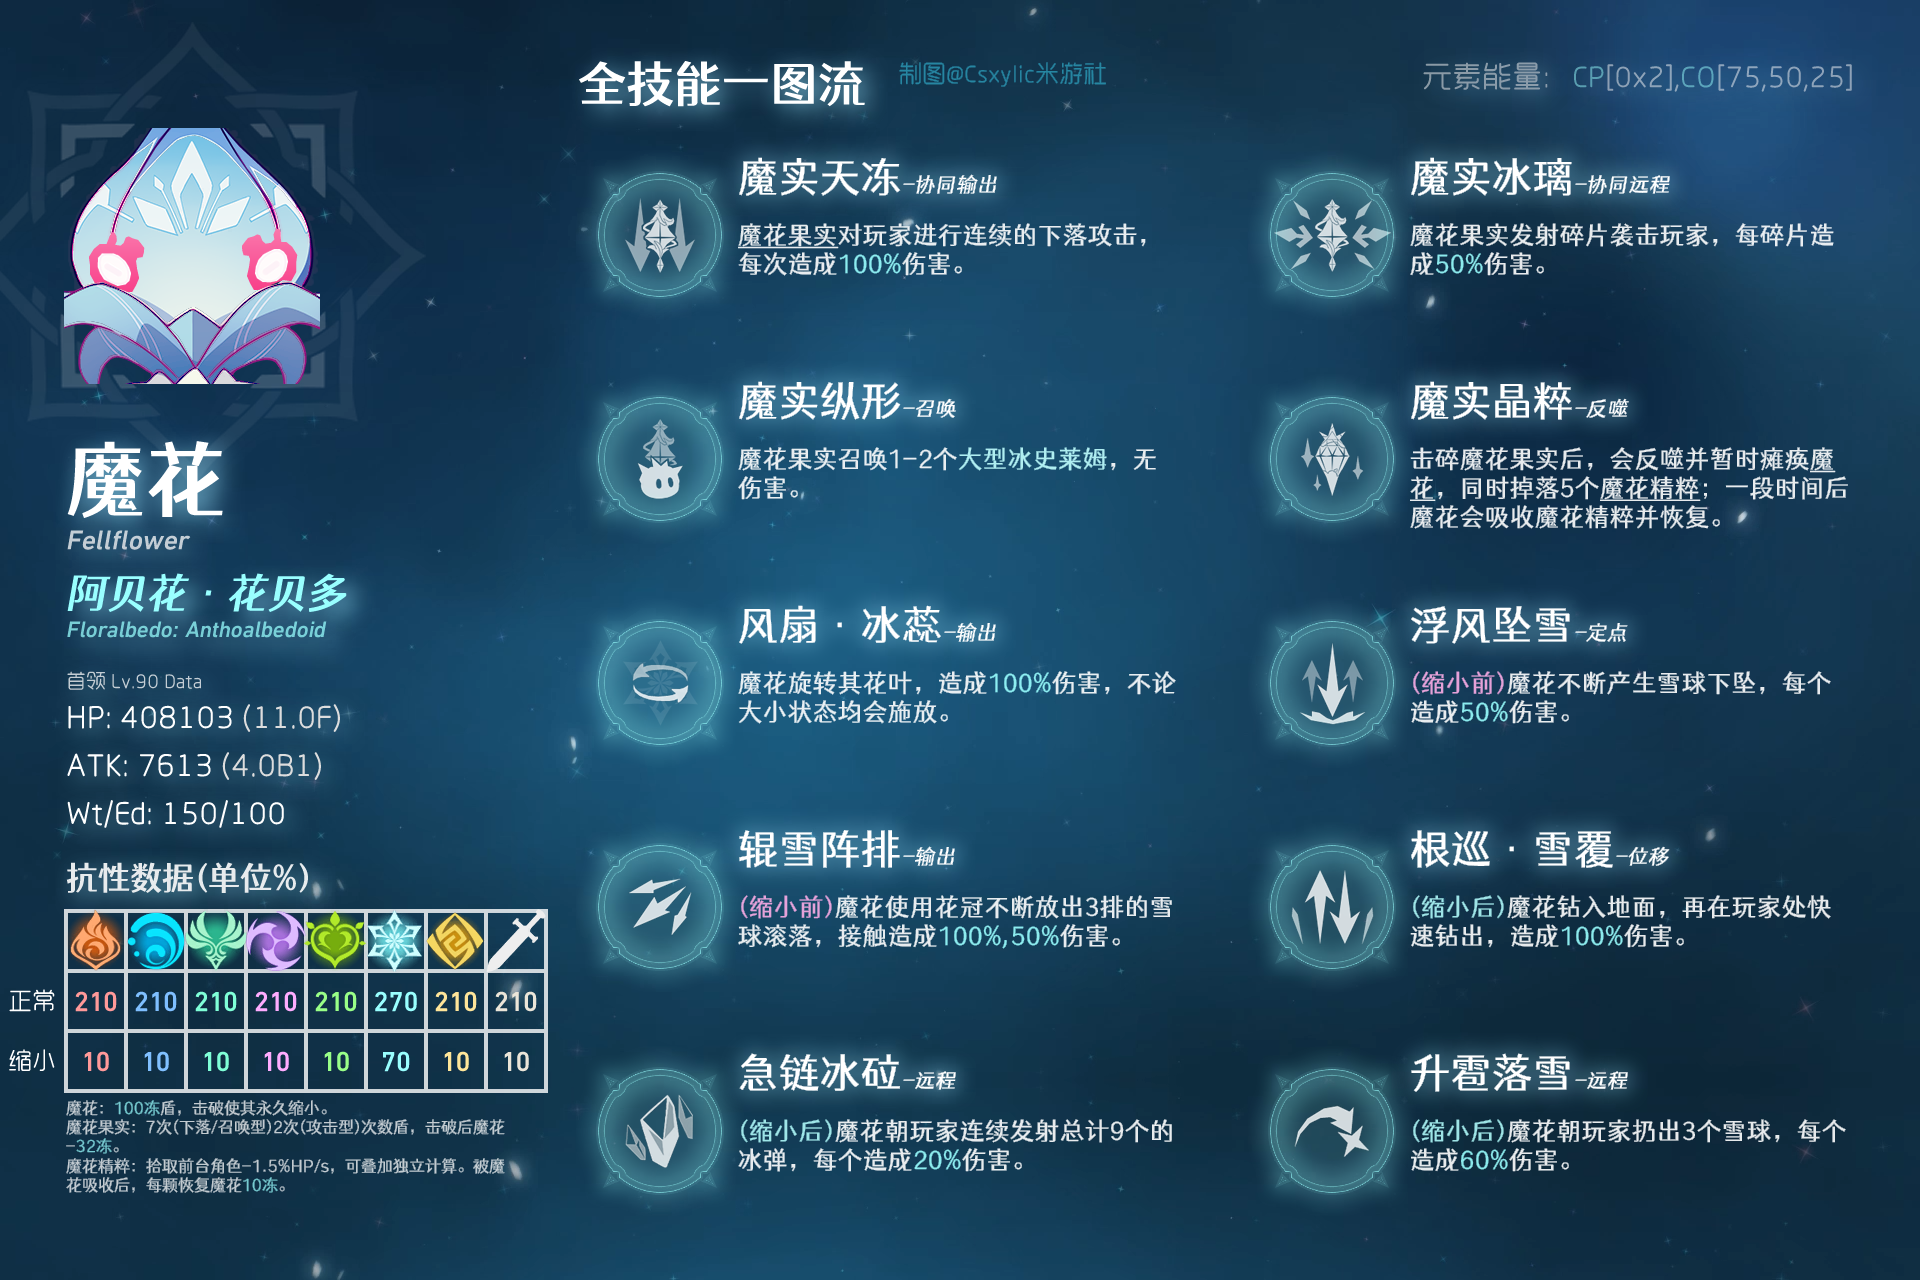 全技能一图流 制图@Csxylic米游社 元素能量: CP[0x2],CO[75,50,25]
魔花
Fellflower
阿贝花·花贝多
Floralbedo: Anthoalbedoid
首领 Lv.90 Data
HP: 408103 (11.0F)
ATK: 7613 (4.0B1)
Wt/Ed: 150/100
抗性数据(单位%)
正常 210 210 210 210 210 270 210 210
缩小 10 10 10 10 10 70 10 10
魔花：100冻盾，击破使其永久缩小。
魔花果实：7次(下落/召唤型)2次(攻击型)次数盾，击破后魔花
-32冻。
魔花精粹：拾取前台角色-1.5%HP/s，可叠加独立计算。被魔
花吸收后，每颗恢复魔花10冻。
魔实天冻-协同输出
魔花果实对玩家进行连续的下落攻击，
每次造成100%伤害。
魔实冰璃-协同远程
魔花果实发射碎片袭击玩家，每碎片造
成50%伤害。
魔实纵形-召唤
魔花果实召唤1-2个大型冰史莱姆，无
伤害。
魔实晶粹-反噬
击碎魔花果实后，会反噬并暂时瘫痪魔
花，同时掉落5个魔花精粹；一段时间后
魔花会吸收魔花精粹并恢复。
风扇·冰蕊-输出
魔花旋转其花叶，造成100%伤害，不论
大小状态均会施放。
浮风坠雪-定点
(缩小前)魔花不断产生雪球下坠，每个
造成50%伤害。
辊雪阵排-输出
(缩小前)魔花使用花冠不断放出3排的雪
球滚落，接触造成100%,50%伤害。
根巡·雪覆-位移
(缩小后)魔花钻入地面，再在玩家处快
速钻出，造成100%伤害。
急链冰砬-远程
(缩小后)魔花朝玩家连续发射总计9个的
冰弹，每个造成20%伤害。
升雹落雪-远程
(缩小后)魔花朝玩家扔出3个雪球，每个
造成60%伤害。